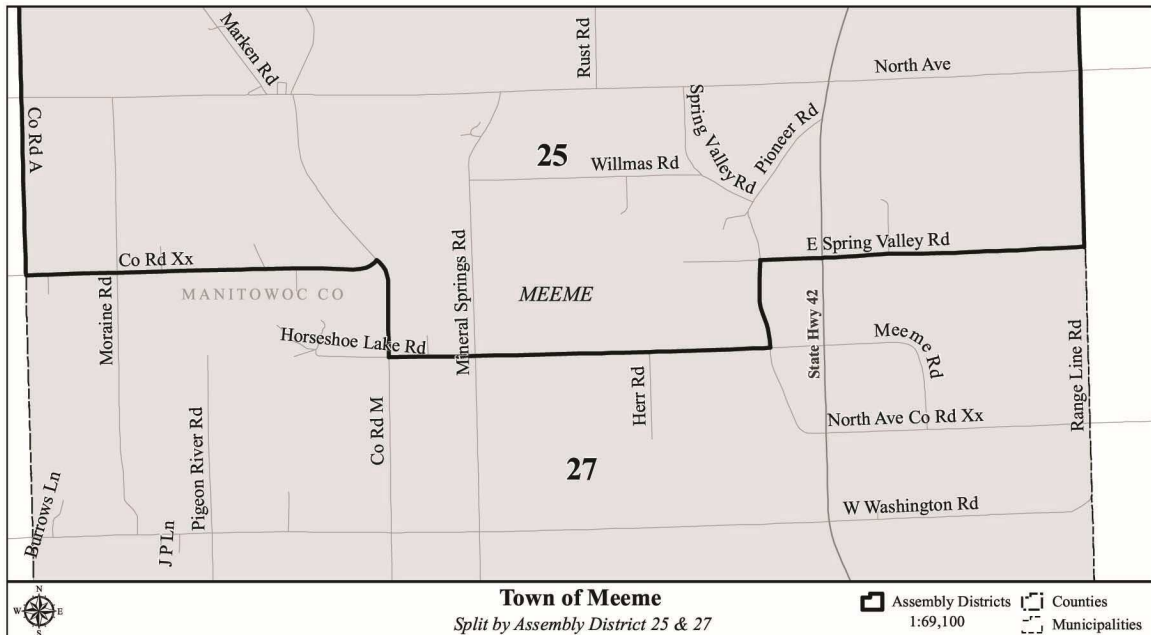 Marken Rd
Rust Rd
North Ave
Co Rd A
Spring Valley Rd
Pioneer Rd
25
Willmas Rd
E Spring Valley Rd
Co Rd Xx
Mineral Springs Rd
MANITOWOC CO
MEEME
Moraine Rd
Horseshoe Lake Rd
State Hwy 42
Meeme Rd
Range Line Rd
Herr Rd
Co Rd M
Pigeon River Rd
North Ave Co Rd Xx
27
Burrows Ln
J P Ln
W Washington Rd
N
W E
S
Town of Meeme
Split by Assembly District 25 & 27
Assembly Districts
1:69,100
Counties
Municipalities